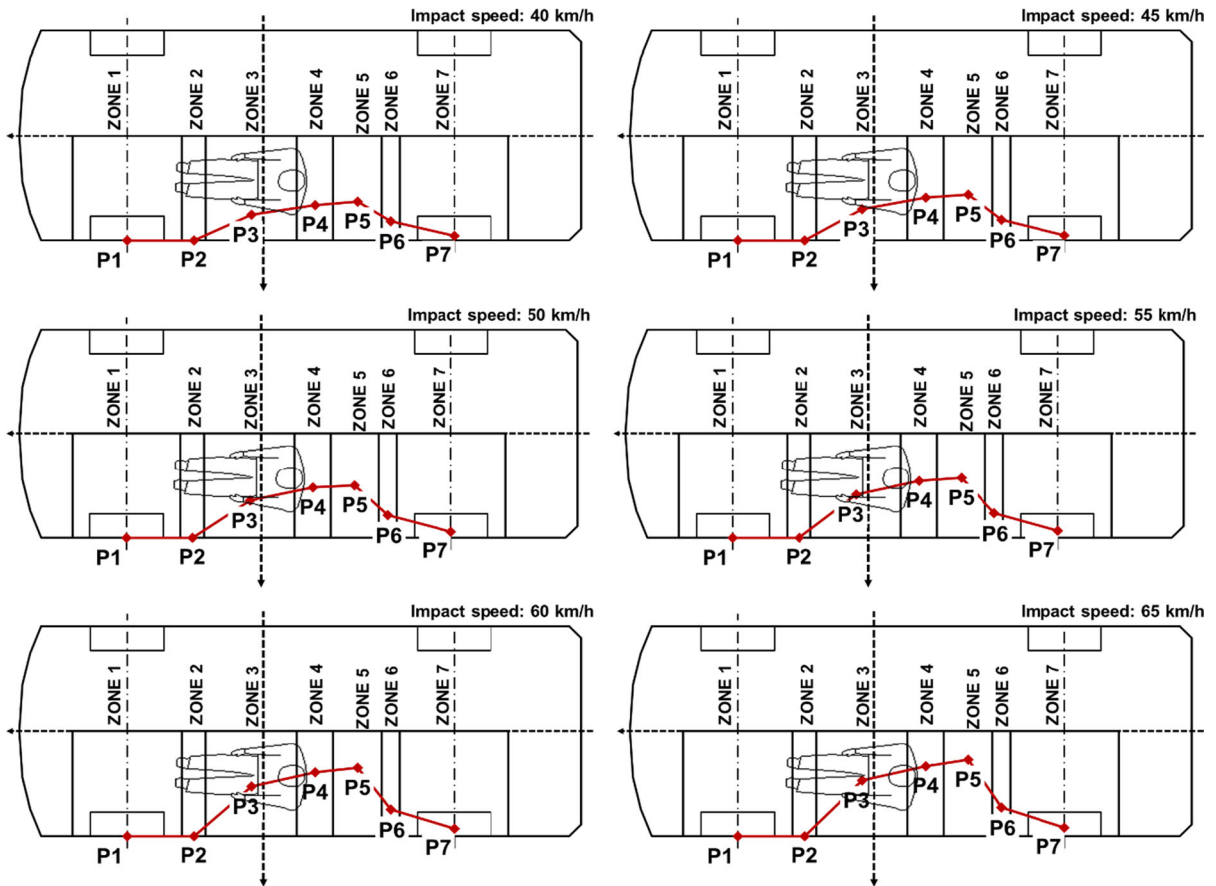 Impact speed: 40 km/h
ZONE 1
ZONE 2
ZONE 3
ZONE 4
ZONE 5
ZONE 6
ZONE 7
P1
P2
P3
P4
P5
P6
P7
Impact speed: 45 km/h
ZONE 1
ZONE 2
ZONE 3
ZONE 4
ZONE 5
ZONE 6
ZONE 7
P1
P2
P3
P4
P5
P6
P7
Impact speed: 50 km/h
ZONE 1
ZONE 2
ZONE 3
ZONE 4
ZONE 5
ZONE 6
ZONE 7
P1
P2
P3
P4
P5
P6
P7
Impact speed: 55 km/h
ZONE 1
ZONE 2
ZONE 3
ZONE 4
ZONE 5
ZONE 6
ZONE 7
P1
P2
P3
P4
P5
P6
P7
Impact speed: 60 km/h
ZONE 1
ZONE 2
ZONE 3
ZONE 4
ZONE 5
ZONE 6
ZONE 7
P1
P2
P3
P4
P5
P6
P7
Impact speed: 65 km/h
ZONE 1
ZONE 2
ZONE 3
ZONE 4
ZONE 5
ZONE 6
ZONE 7
P1
P2
P3
P4
P5
P6
P7